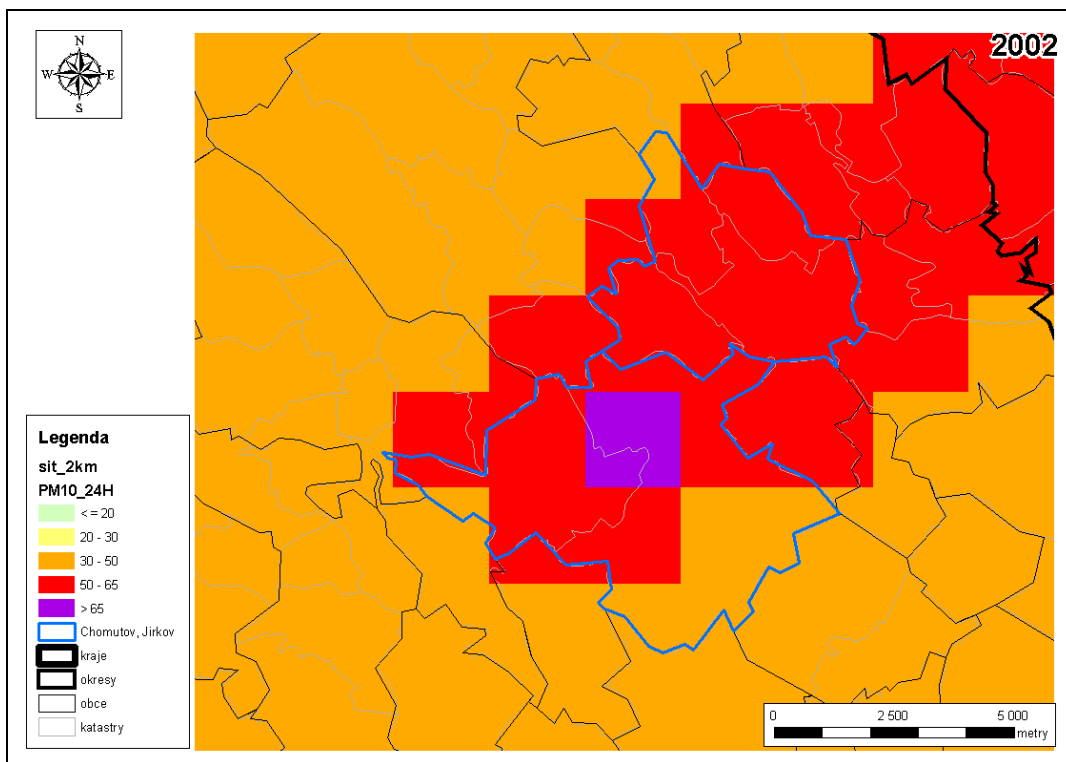 2002
N
W E
S
Legenda
sit_2km
PM10_24H
< = 20
20 - 30
30 - 50
50 - 65
> 65
Chomutov, Jirkov
kraje
okresy
obce
katastry
0 2 500 5 000
metry